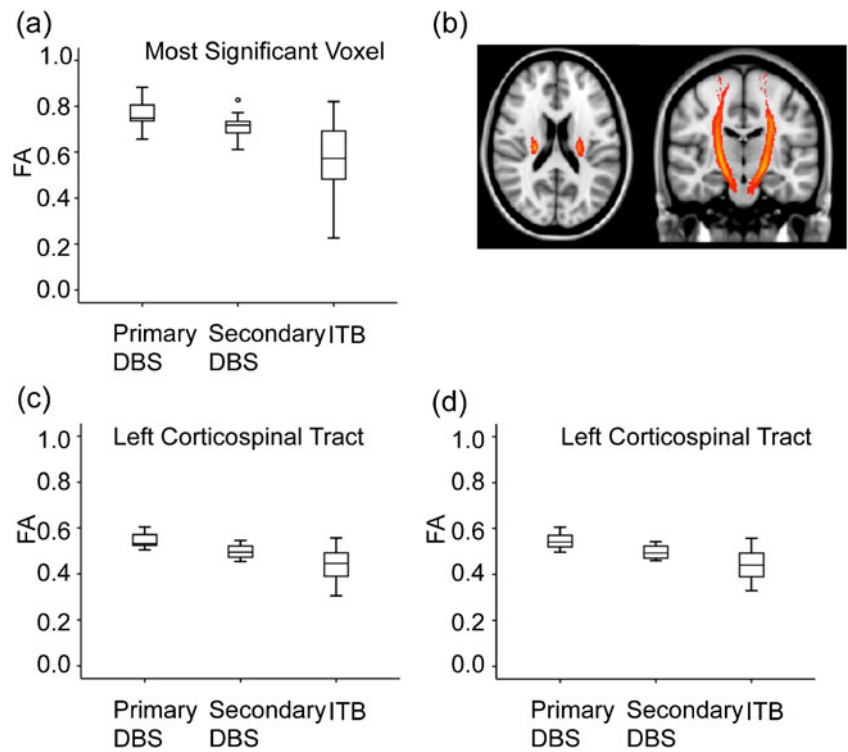 (a)
Most Significant Voxel
1.0
0.8
0.6
0.4
0.2
0.0
FA
Primary DBS
Secondary DBS
ITB
(b)
(c)
Left Corticospinal Tract
1.0
0.8
0.6
0.4
0.2
0.0
FA
Primary DBS
Secondary DBS
ITB
(d)
Left Corticospinal Tract
1.0
0.8
0.6
0.4
0.2
0.0
FA
Primary DBS
Secondary DBS
ITB